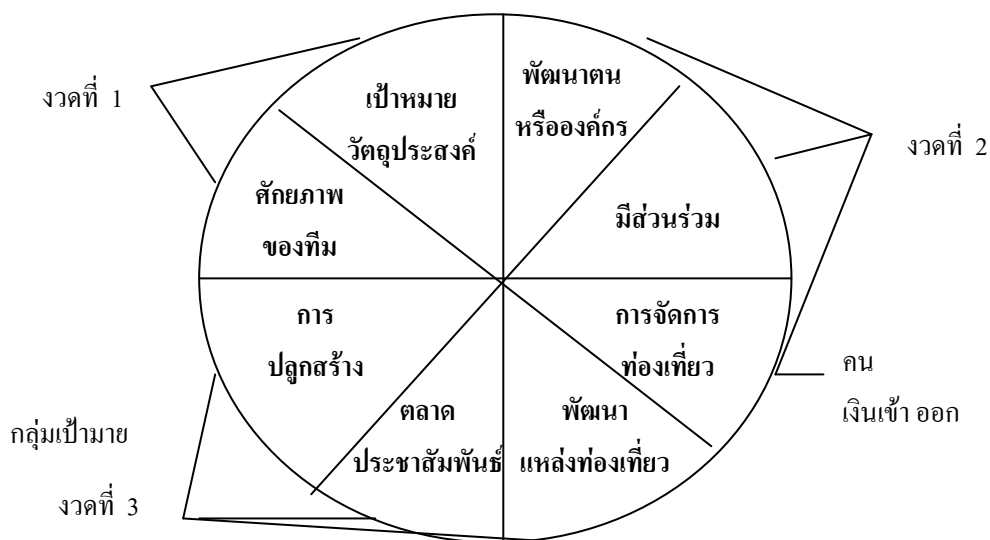 งวดที่ 1
เป้าหมาย
วัตถุประสงค์
พัฒนาตน
หรือองค์กร
งวดที่ 2
ศักยภาพ
ของทีม
มีส่วนร่วม
การ
ปลูกสร้าง
การจัดการ
ท่องเที่ยว
คน
เงินเข้า ออก
ตลาด
ประชาสัมพันธ์
พัฒนา
แหล่งท่องเที่ยว
กลุ่มเป้ามาย
งวดที่ 3